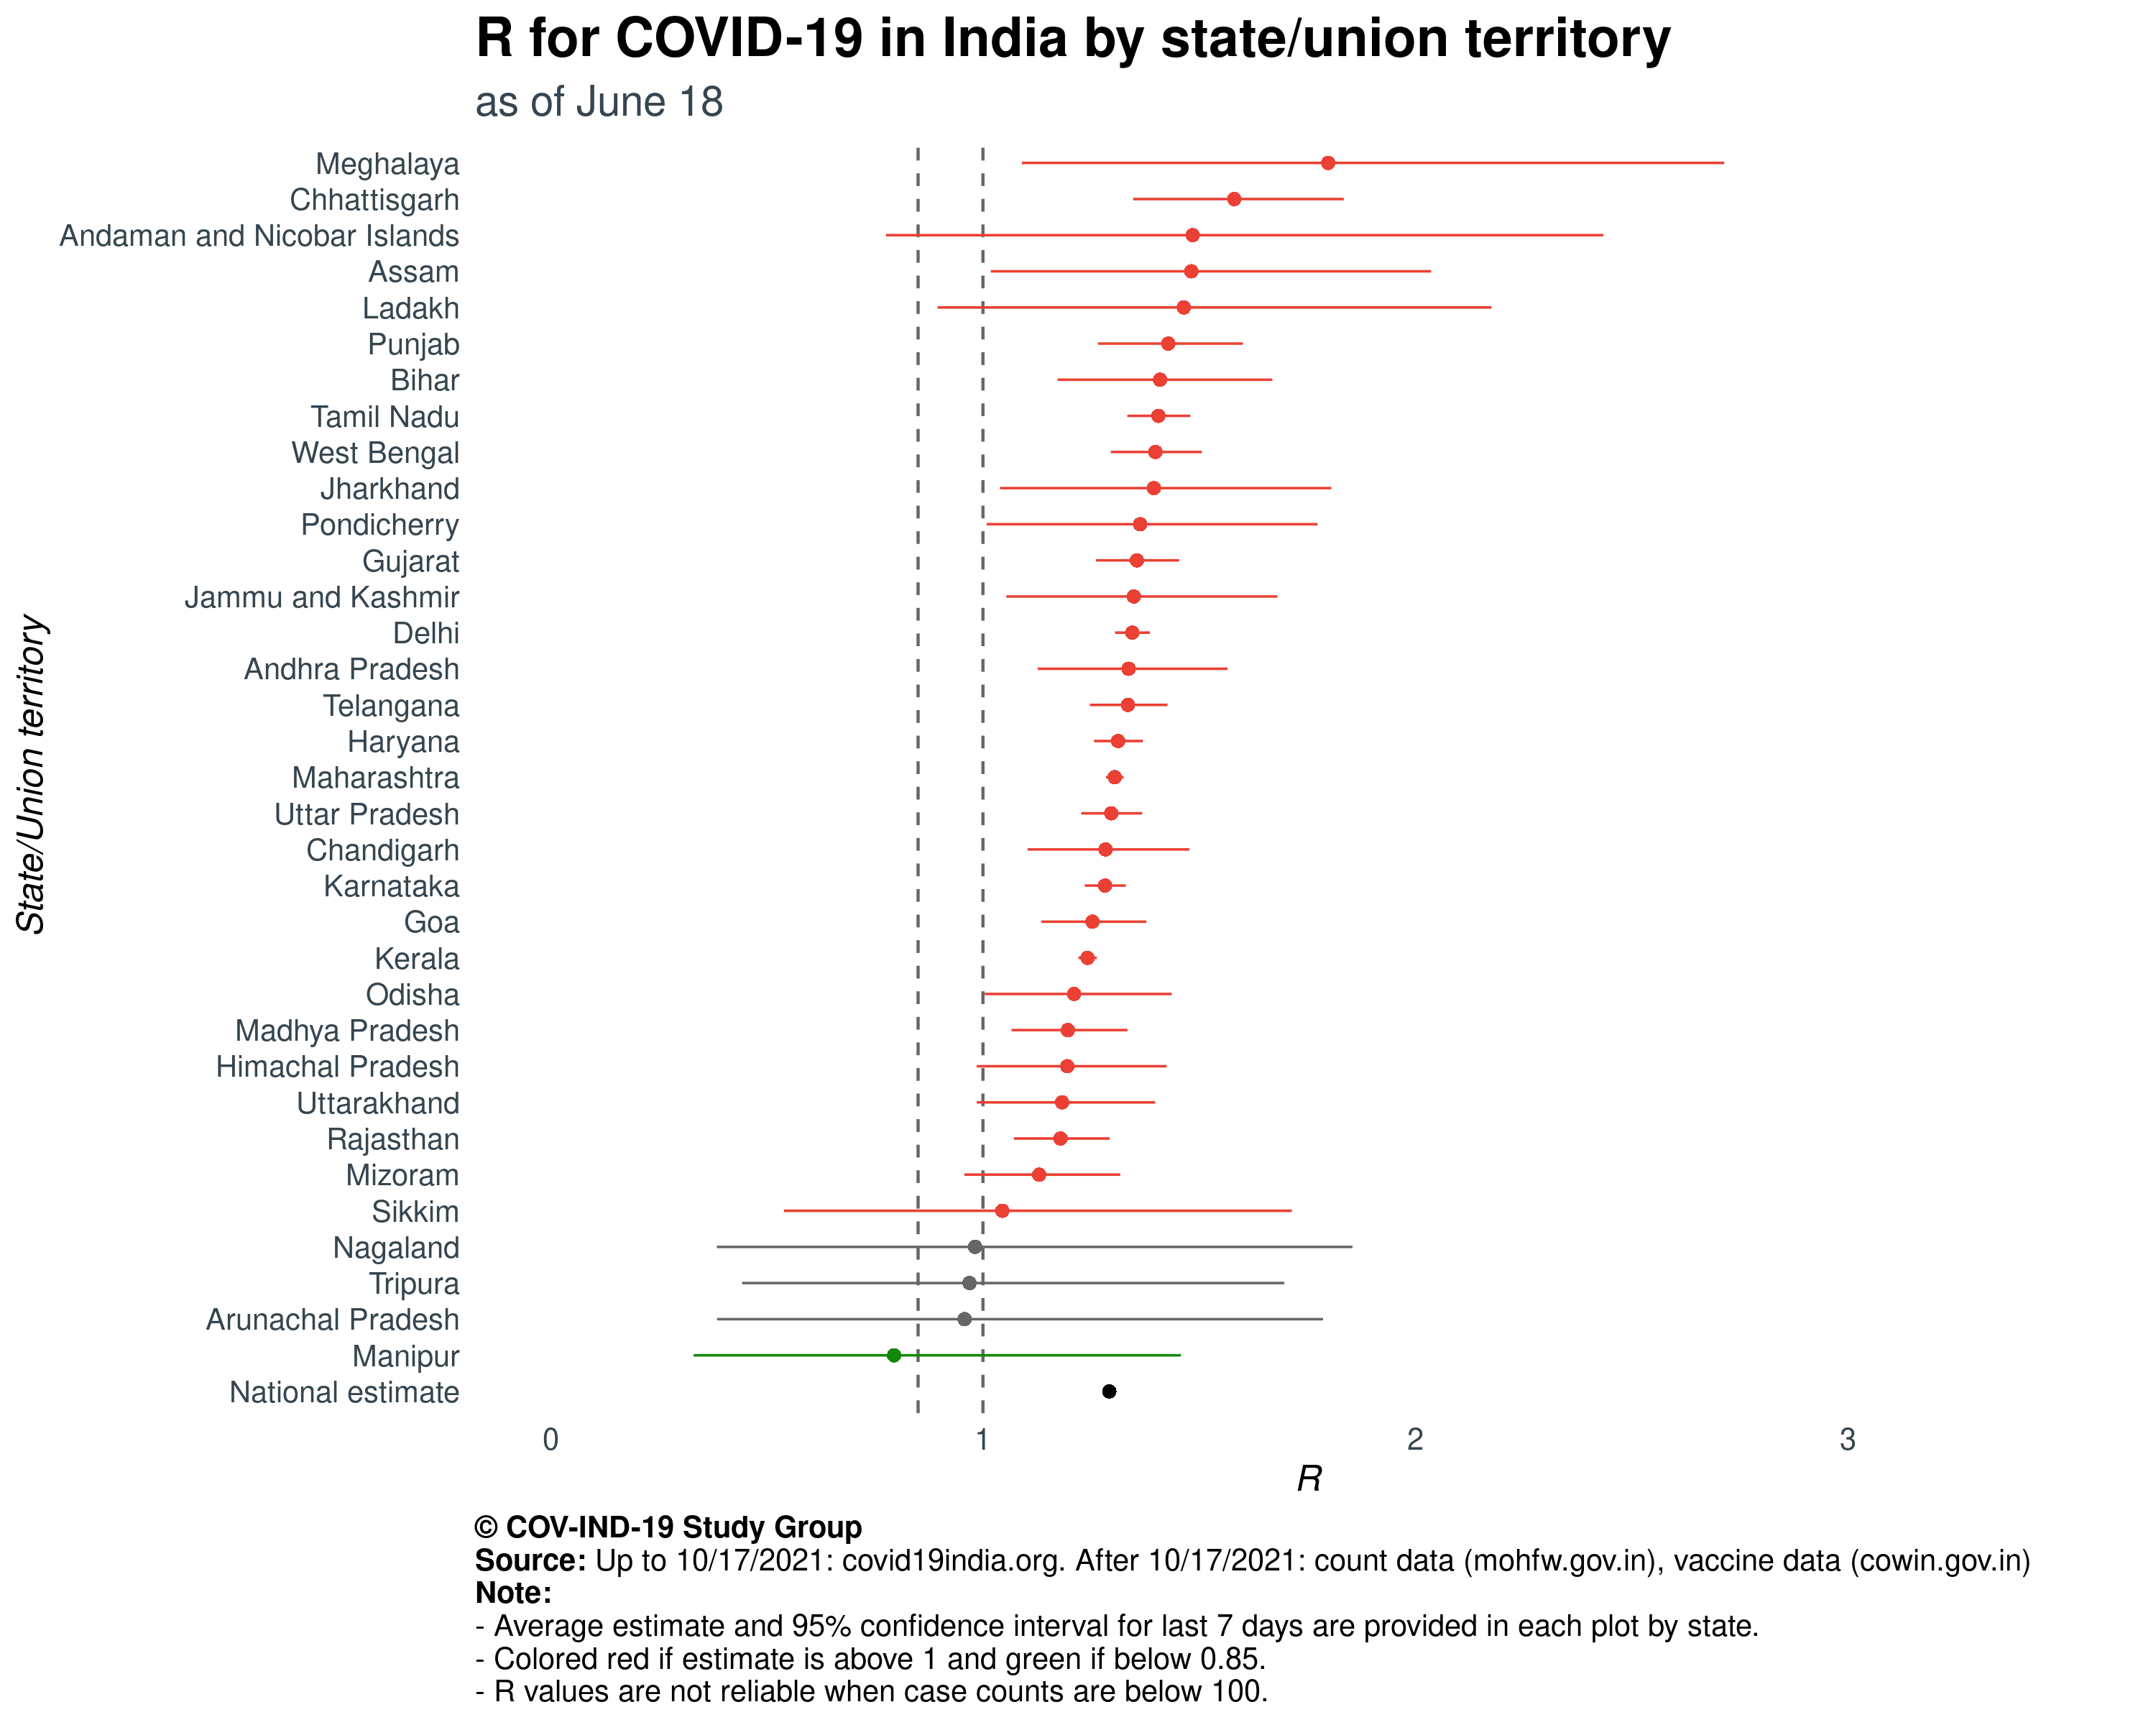 R for COVID-19 in India by state/union territory
as of June 18
State/Union territory
Meghalaya
Chhattisgarh
Andaman and Nicobar Islands
Assam
Ladakh
Punjab
Bihar
Tamil Nadu
West Bengal
Jharkhand
Pondicherry
Gujarat
Jammu and Kashmir
Delhi
Andhra Pradesh
Telangana
Haryana
Maharashtra
Uttar Pradesh
Chandigarh
Karnataka
Goa
Kerala
Odisha
Madhya Pradesh
Himachal Pradesh
Uttarakhand
Rajasthan
Mizoram
Sikkim
Nagaland
Tripura
Arunachal Pradesh
Manipur
National estimate
0 1 2 3
R
© COV-IND-19 Study Group
Source: Up to 10/17/2021: covid19india.org. After 10/17/2021: count data (mohfw.gov.in), vaccine data (cowin.gov.in)
Note:
- Average estimate and 95% confidence interval for last 7 days are provided in each plot by state.
- Colored red if estimate is above 1 and green if below 0.85.
- R values are not reliable when case counts are below 100.